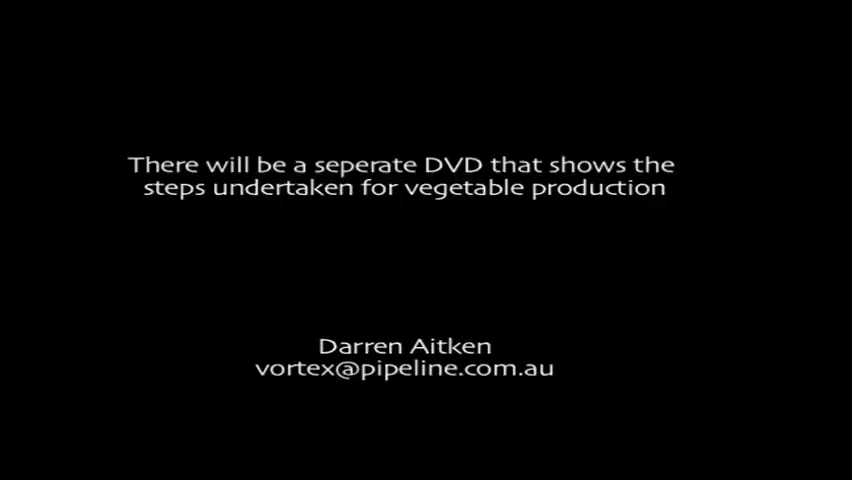 There will be a seperate DVD that shows the
steps undertaken for vegetable production
Darren Aitken
vortex@pipeline.com.au